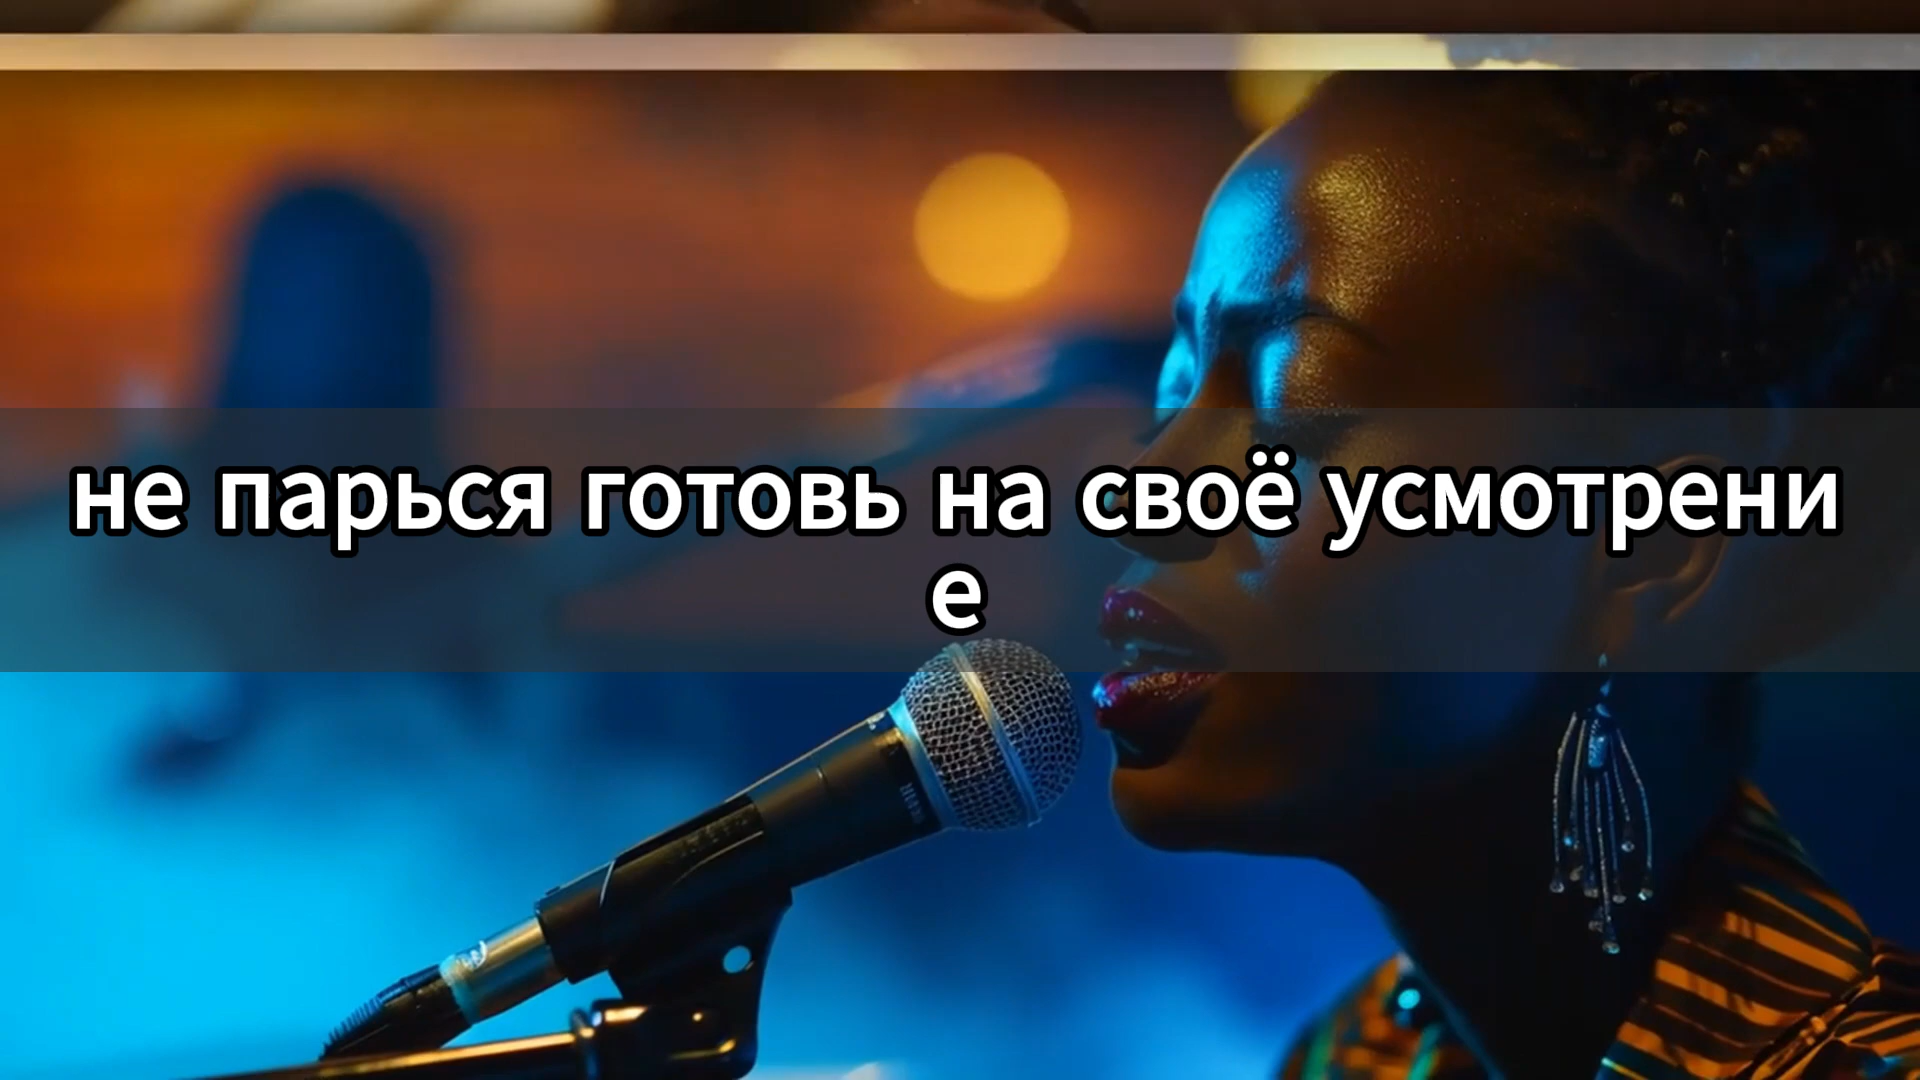 не парься готовь на своё усмотрени
е